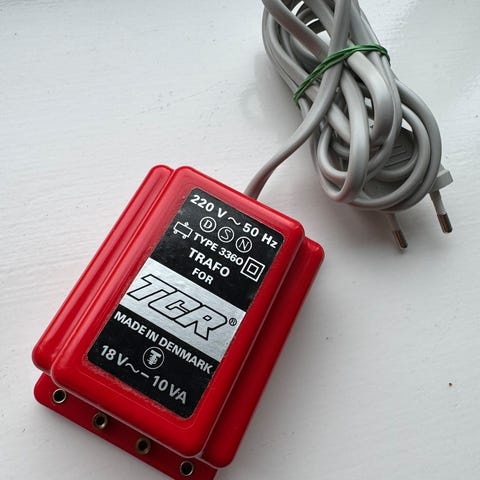 220 V ~ 50 Hz
D S N
TYPE 3360
TRAFO
FOR
TCR®
MADE IN DENMARK
18 V ~ – 10 VA